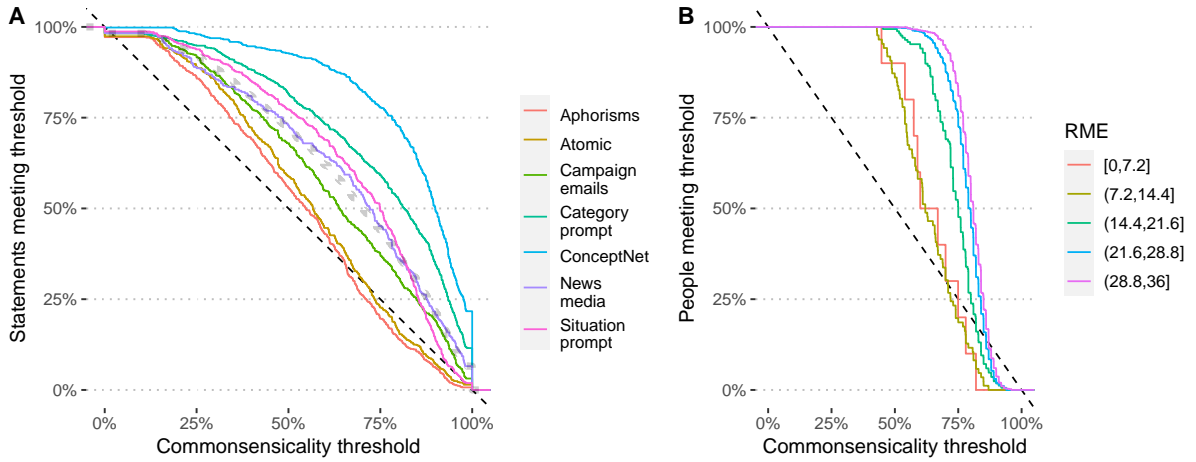 A
Statements meeting threshold
100%
75%
50%
25%
0%
0%
25%
50%
75%
100%
Commonsensicality threshold
Aphorisms
Atomic
Campaign
emails
Category
prompt
ConceptNet
News
media
Situation
prompt
B
People meeting threshold
100%
75%
50%
25%
0%
0%
25%
50%
75%
100%
Commonsensicality threshold
RME
[0,7.2]
(7.2,14.4]
(14.4,21.6]
(21.6,28.8]
(28.8,36]